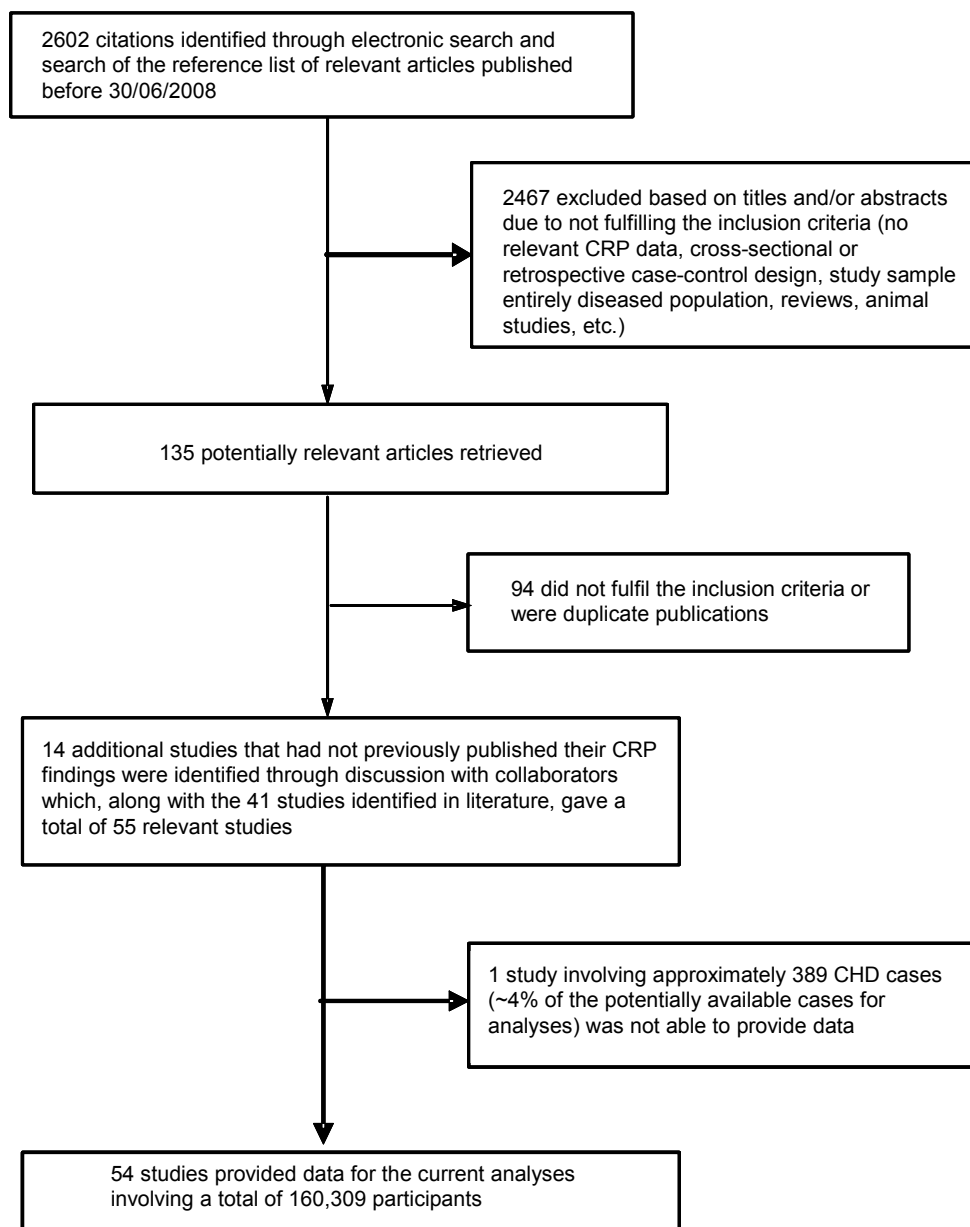 2602 citations identified through electronic search and
search of the reference list of relevant articles published
before 30/06/2008
2467 excluded based on titles and/or abstracts
due to not fulfilling the inclusion criteria (no
relevant CRP data, cross-sectional or
retrospective case-control design, study sample
entirely diseased population, reviews, animal
studies, etc.)
135 potentially relevant articles retrieved
94 did not fulfil the inclusion criteria or
were duplicate publications
14 additional studies that had not previously published their CRP
findings were identified through discussion with collaborators
which, along with the 41 studies identified in literature, gave a
total of 55 relevant studies
1 study involving approximately 389 CHD cases
(~4% of the potentially available cases for
analyses) was not able to provide data
54 studies provided data for the current analyses
involving a total of 160,309 participants